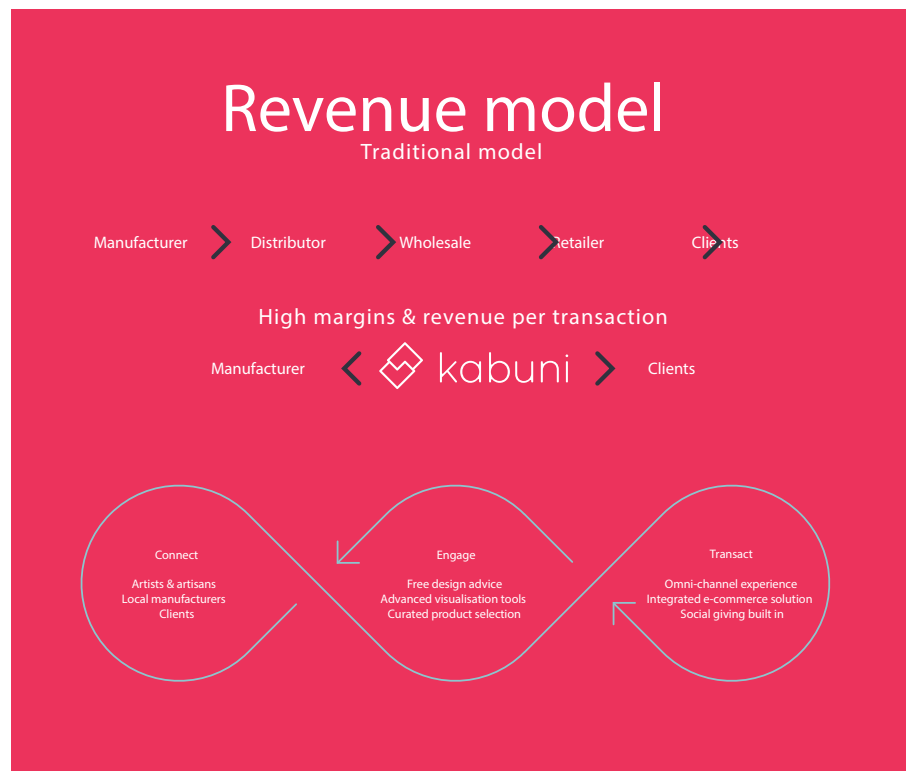 Revenue model
Traditional model
Manufacturer Distributor Wholesale Retailer Clients
High margins & revenue per transaction
Manufacturer kabuni Clients
Connect
Artists & artisans
Local manufacturers
Clients
Engage
Free design advice
Advanced visualisation tools
Curated product selection
Transact
Omni-channel experience
Integrated e-commerce solution
Social giving built in